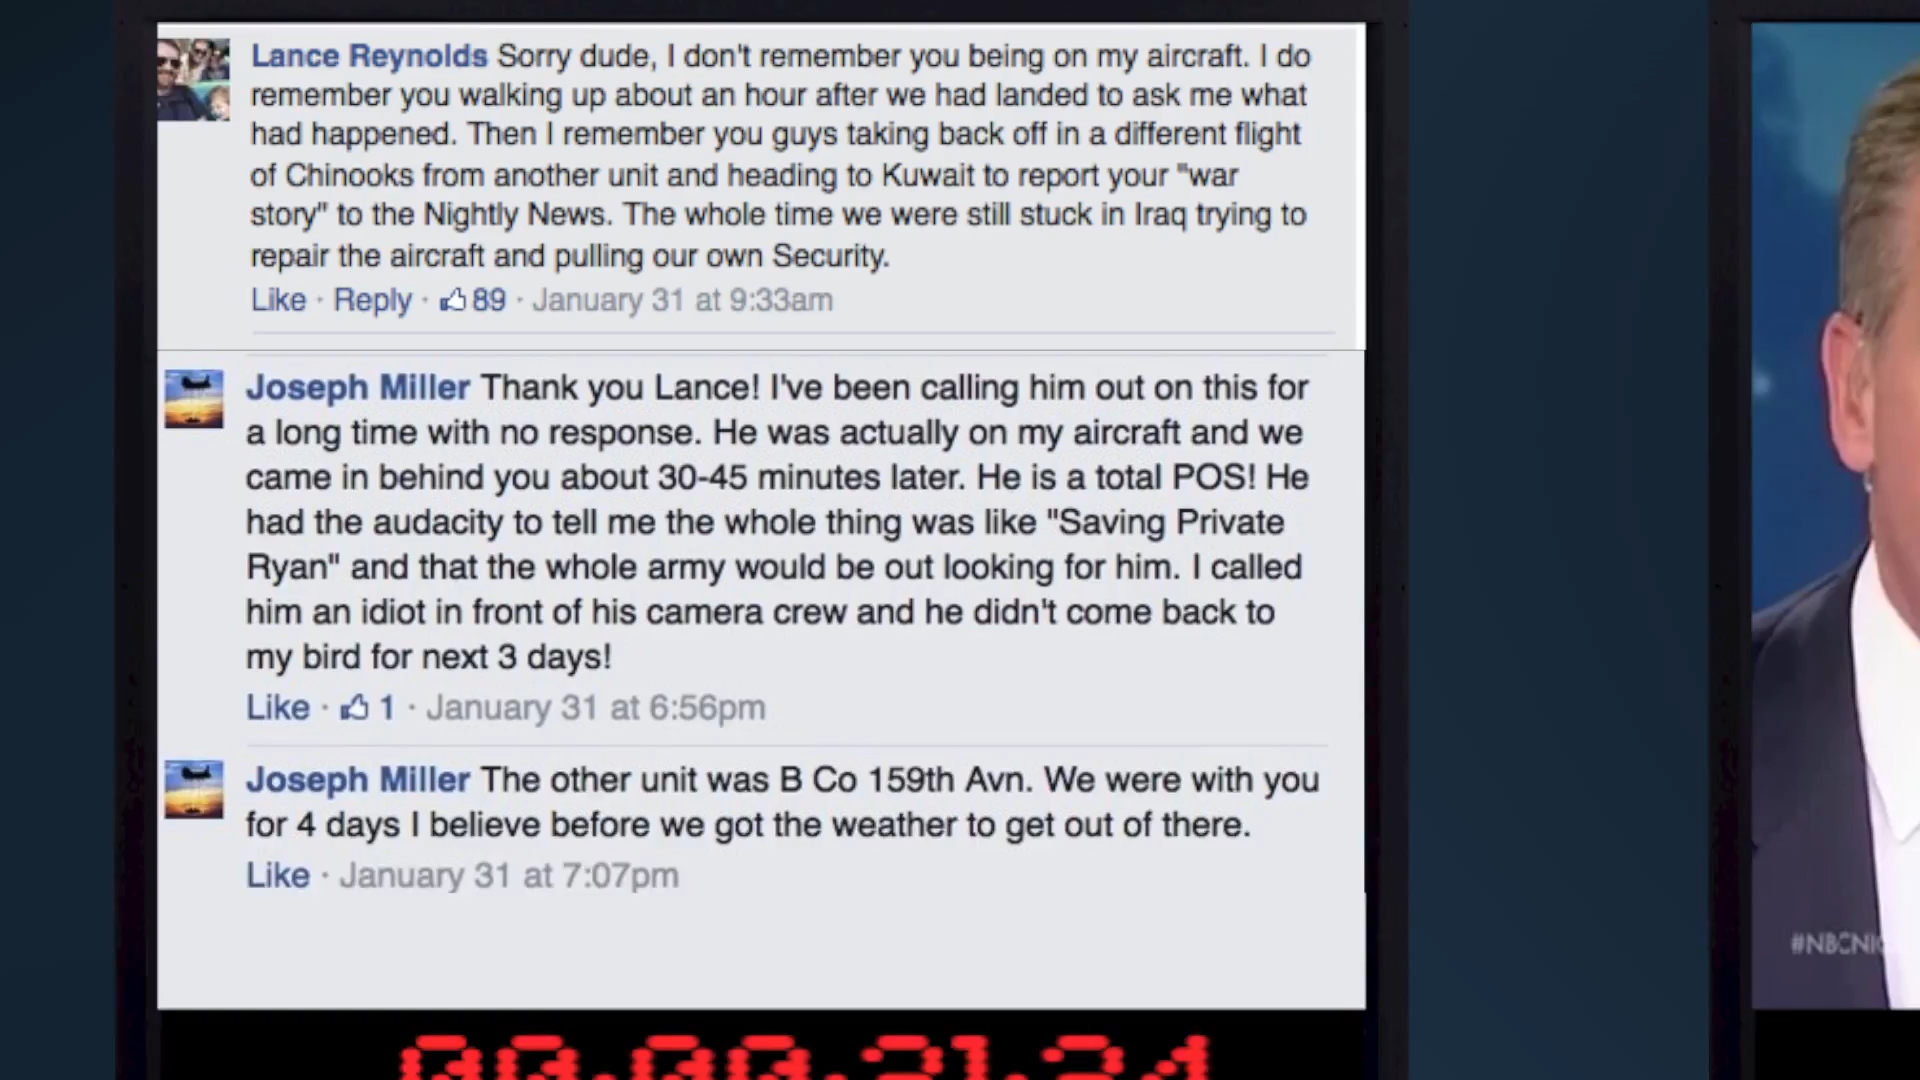 Lance Reynolds Sorry dude, I don't remember you being on my aircraft. I do
remember you walking up about an hour after we had landed to ask me what
had happened. Then I remember you guys taking back off in a different flight
of Chinooks from another unit and heading to Kuwait to report your "war
story" to the Nightly News. The whole time we were still stuck in Iraq trying to
repair the aircraft and pulling our own Security.
Like · Reply · 89 · January 31 at 9:33am
Joseph Miller Thank you Lance! I've been calling him out on this for
a long time with no response. He was actually on my aircraft and we
came in behind you about 30-45 minutes later. He is a total POS! He
had the audacity to tell me the whole thing was like "Saving Private
Ryan" and that the whole army would be out looking for him. I called
him an idiot in front of his camera crew and he didn't come back to
my bird for next 3 days!
Like · 1 · January 31 at 6:56pm
Joseph Miller The other unit was B Co 159th Avn. We were with you
for 4 days I believe before we got the weather to get out of there.
Like · January 31 at 7:07pm
#NBCNI